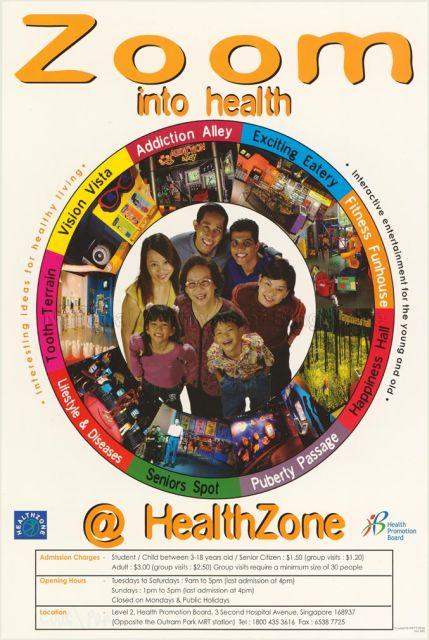 Zoom
into health
• Interesting ideas for healthy living •
• Interactive entertainment for the young and old •
Addiction Alley
Exciting Eatery
Fitness Funhouse
Happiness Hall
Puberty Passage
Seniors Spot
Lifestyle & Diseases
Tooth-Terrain
Vision Vista
@ HealthZone
HEALTHZONE
Health
Promotion
Board
Admission Charges - Student / Child between 3-18 years old / Senior Citizen : $1.50 (group visits : $1.20)
Adult : $3.00 (group visits : $2.50) Group visits require a minimum size of 30 people
Opening Hours - Tuesdays to Saturdays : 9am to 5pm (last admission at 4pm)
Sundays : 1pm to 5pm (last admission at 4pm)
Closed on Mondays & Public Holidays
Location - Level 2, Health Promotion Board, 3 Second Hospital Avenue, Singapore 168937
(Opposite the Outram Park MRT station) Tel : 1800 435 3616 Fax : 6538 7725